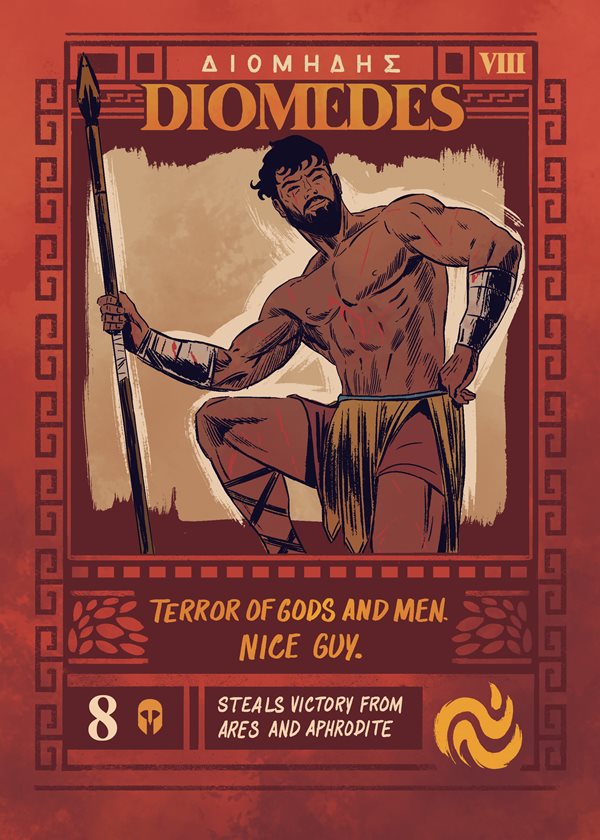 ΔΙΟΜΗΔΗΣ
VIII
DIOMEDES
TERROR OF GODS AND MEN.
NICE GUY.
8
STEALS VICTORY FROM
ARES AND APHRODITE